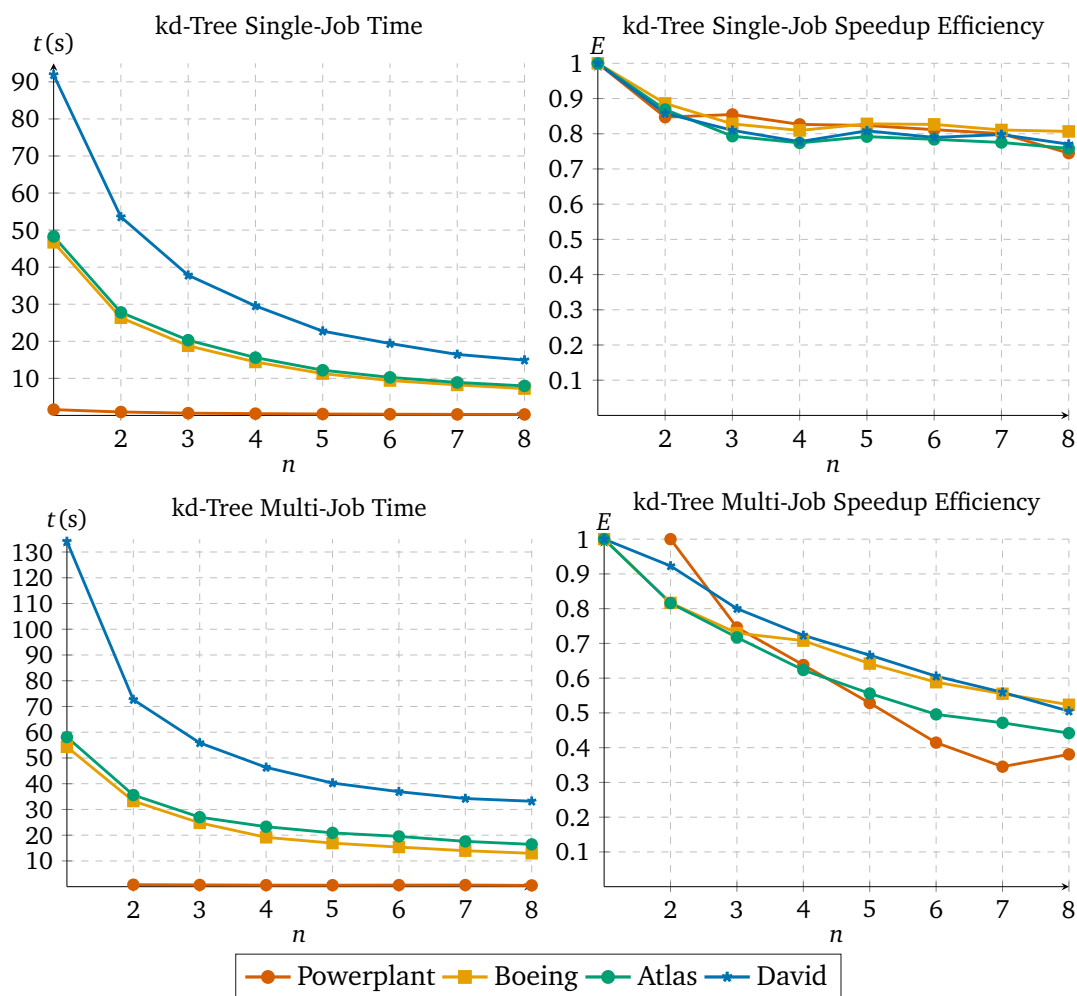 kd-Tree Single-Job Time
t(s)
90
80
70
60
50
40
30
20
10
2 3 4 5 6 7 8
n
kd-Tree Single-Job Speedup Efficiency
E
1
0.9
0.8
0.7
0.6
0.5
0.4
0.3
0.2
0.1
2 3 4 5 6 7 8
n
kd-Tree Multi-Job Time
t(s)
130
120
110
100
90
80
70
60
50
40
30
20
10
2 3 4 5 6 7 8
n
kd-Tree Multi-Job Speedup Efficiency
E
1
0.9
0.8
0.7
0.6
0.5
0.4
0.3
0.2
0.1
2 3 4 5 6 7 8
n
Powerplant Boeing Atlas David